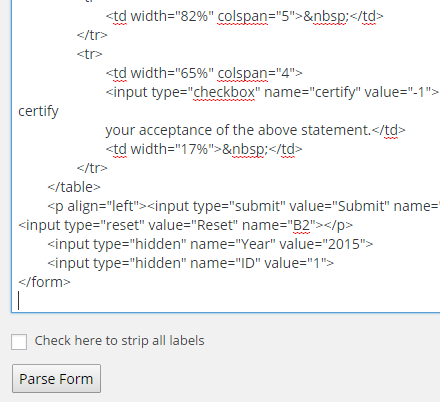 <td width="82%" colspan="5">&nbsp;</td>
</tr>
<tr>
<td width="65%" colspan="4">
<input type="checkbox" name="certify" value="-1">
certify
your acceptance of the above statement.</td>
<td width="17%">&nbsp;</td>
</tr>
</table>
<p align="left"><input type="submit" value="Submit" name="
<input type="reset" value="Reset" name="B2"></p>
<input type="hidden" name="Year" value="2015">
<input type="hidden" name="ID" value="1">
</form>
Check here to strip all labels
Parse Form